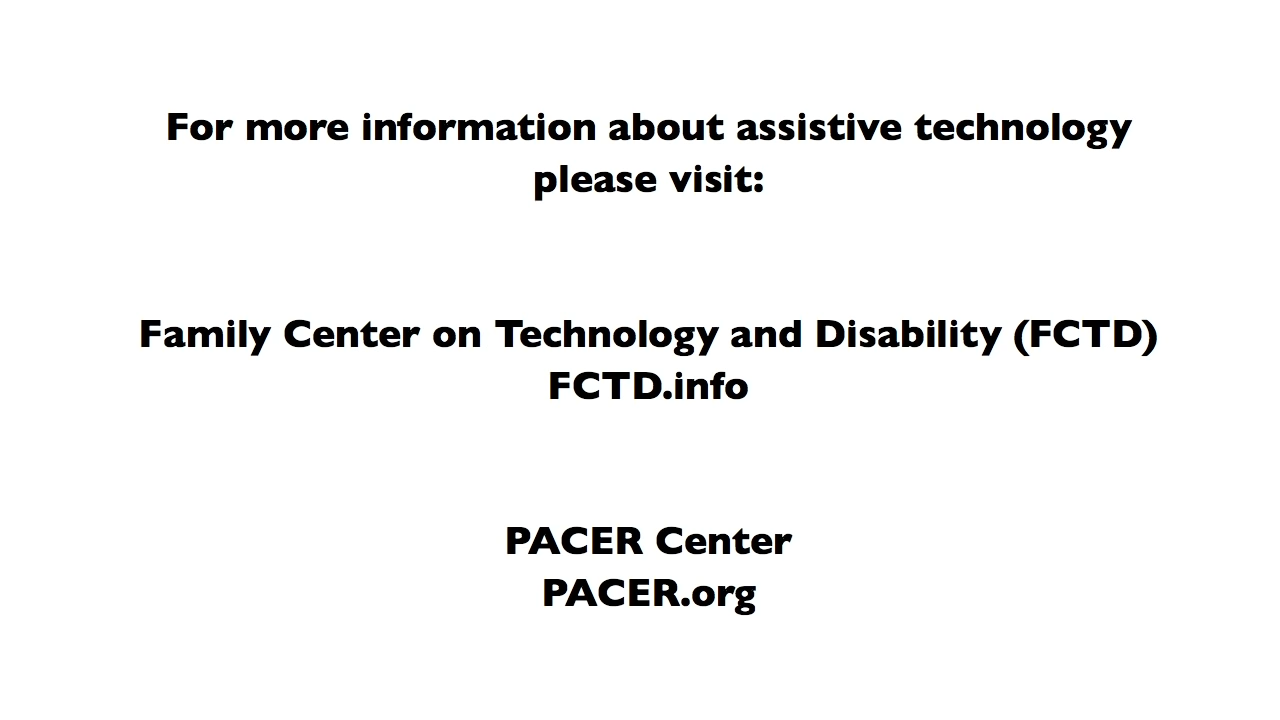 For more information about assistive technology
please visit:
Family Center on Technology and Disability (FCTD)
FCTD.info
PACER Center
PACER.org